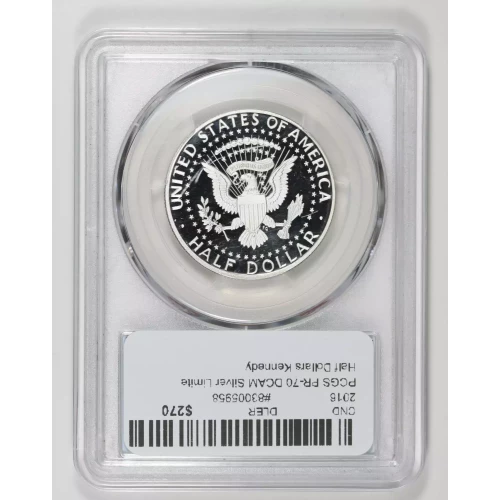 UNITED STATES OF AMERICA
HALF DOLLAR
CND DLER $270
2016 #83005958
PCGS PR-70 DCAM Silver Limite
Half Dollars Kennedy